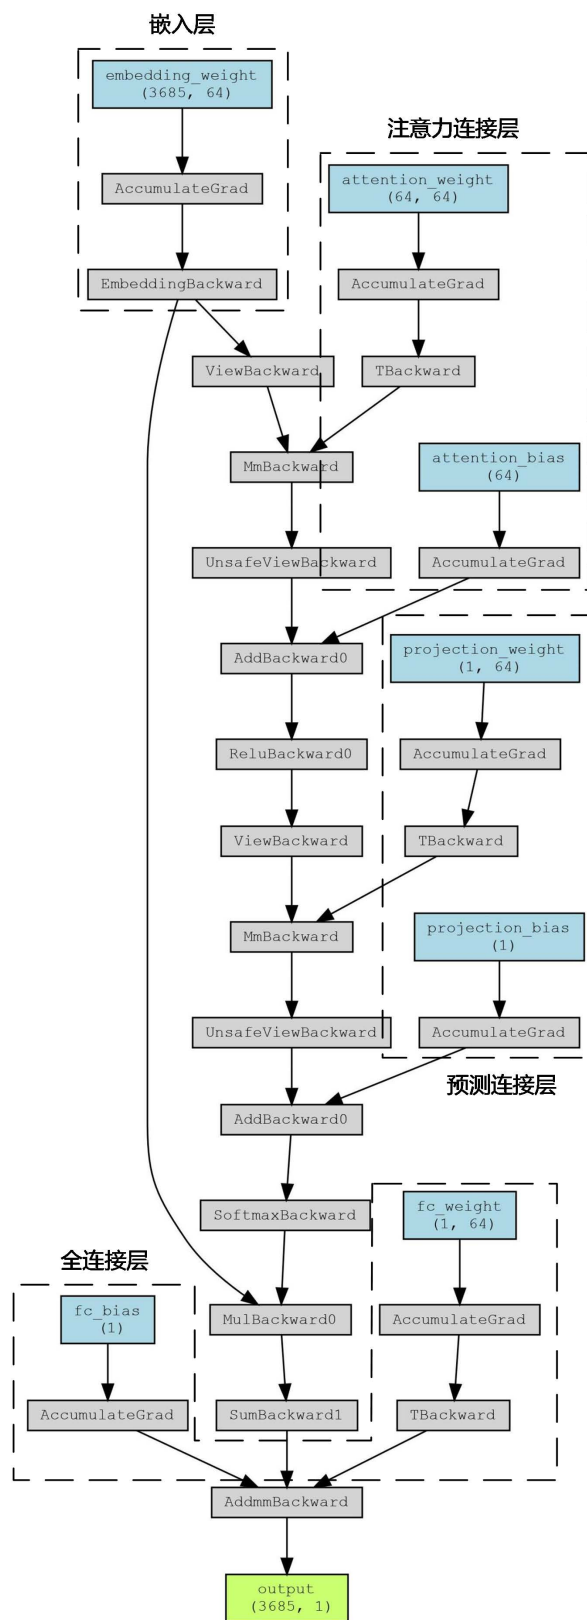 嵌入层
embedding_weight
(3685, 64)
AccumulateGrad
EmbeddingBackward
注意力连接层
attention_weight
(64, 64)
AccumulateGrad
ViewBackward
TBackward
MmBackward
attention_bias
(64)
UnsafeViewBackward
AccumulateGrad
AddBackward0
projection_weight
(1, 64)
ReluBackward0
AccumulateGrad
ViewBackward
TBackward
MmBackward
projection_bias
(1)
UnsafeViewBackward
AccumulateGrad
预测连接层
AddBackward0
SoftmaxBackward
fc_weight
(1, 64)
全连接层
fc_bias
(1)
MulBackward0
AccumulateGrad
AccumulateGrad
SumBackward1
TBackward
AddmmBackward
output
(3685, 1)